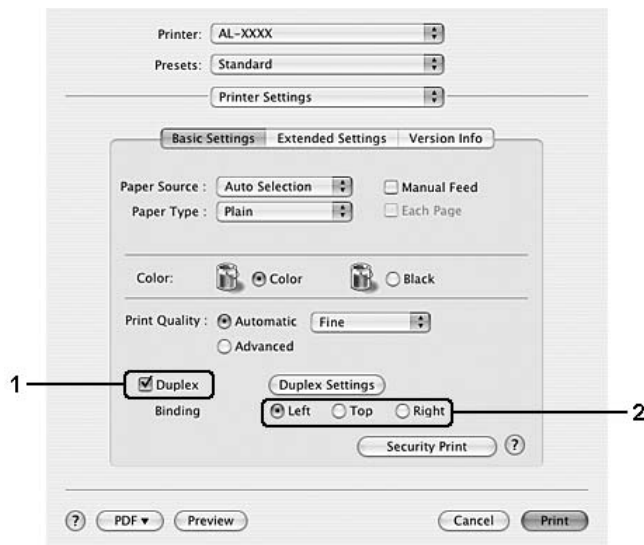 Printer: AL-XXXX
Presets: Standard
Printer Settings
Basic Settings Extended Settings Version Info
Paper Source : Auto Selection Manual Feed
Paper Type : Plain Each Page
Color: Color Black
Print Quality : Automatic Fine
Advanced
1 Duplex Duplex Settings
Binding Left Top Right 2
Security Print ?
? PDF Preview Cancel Print